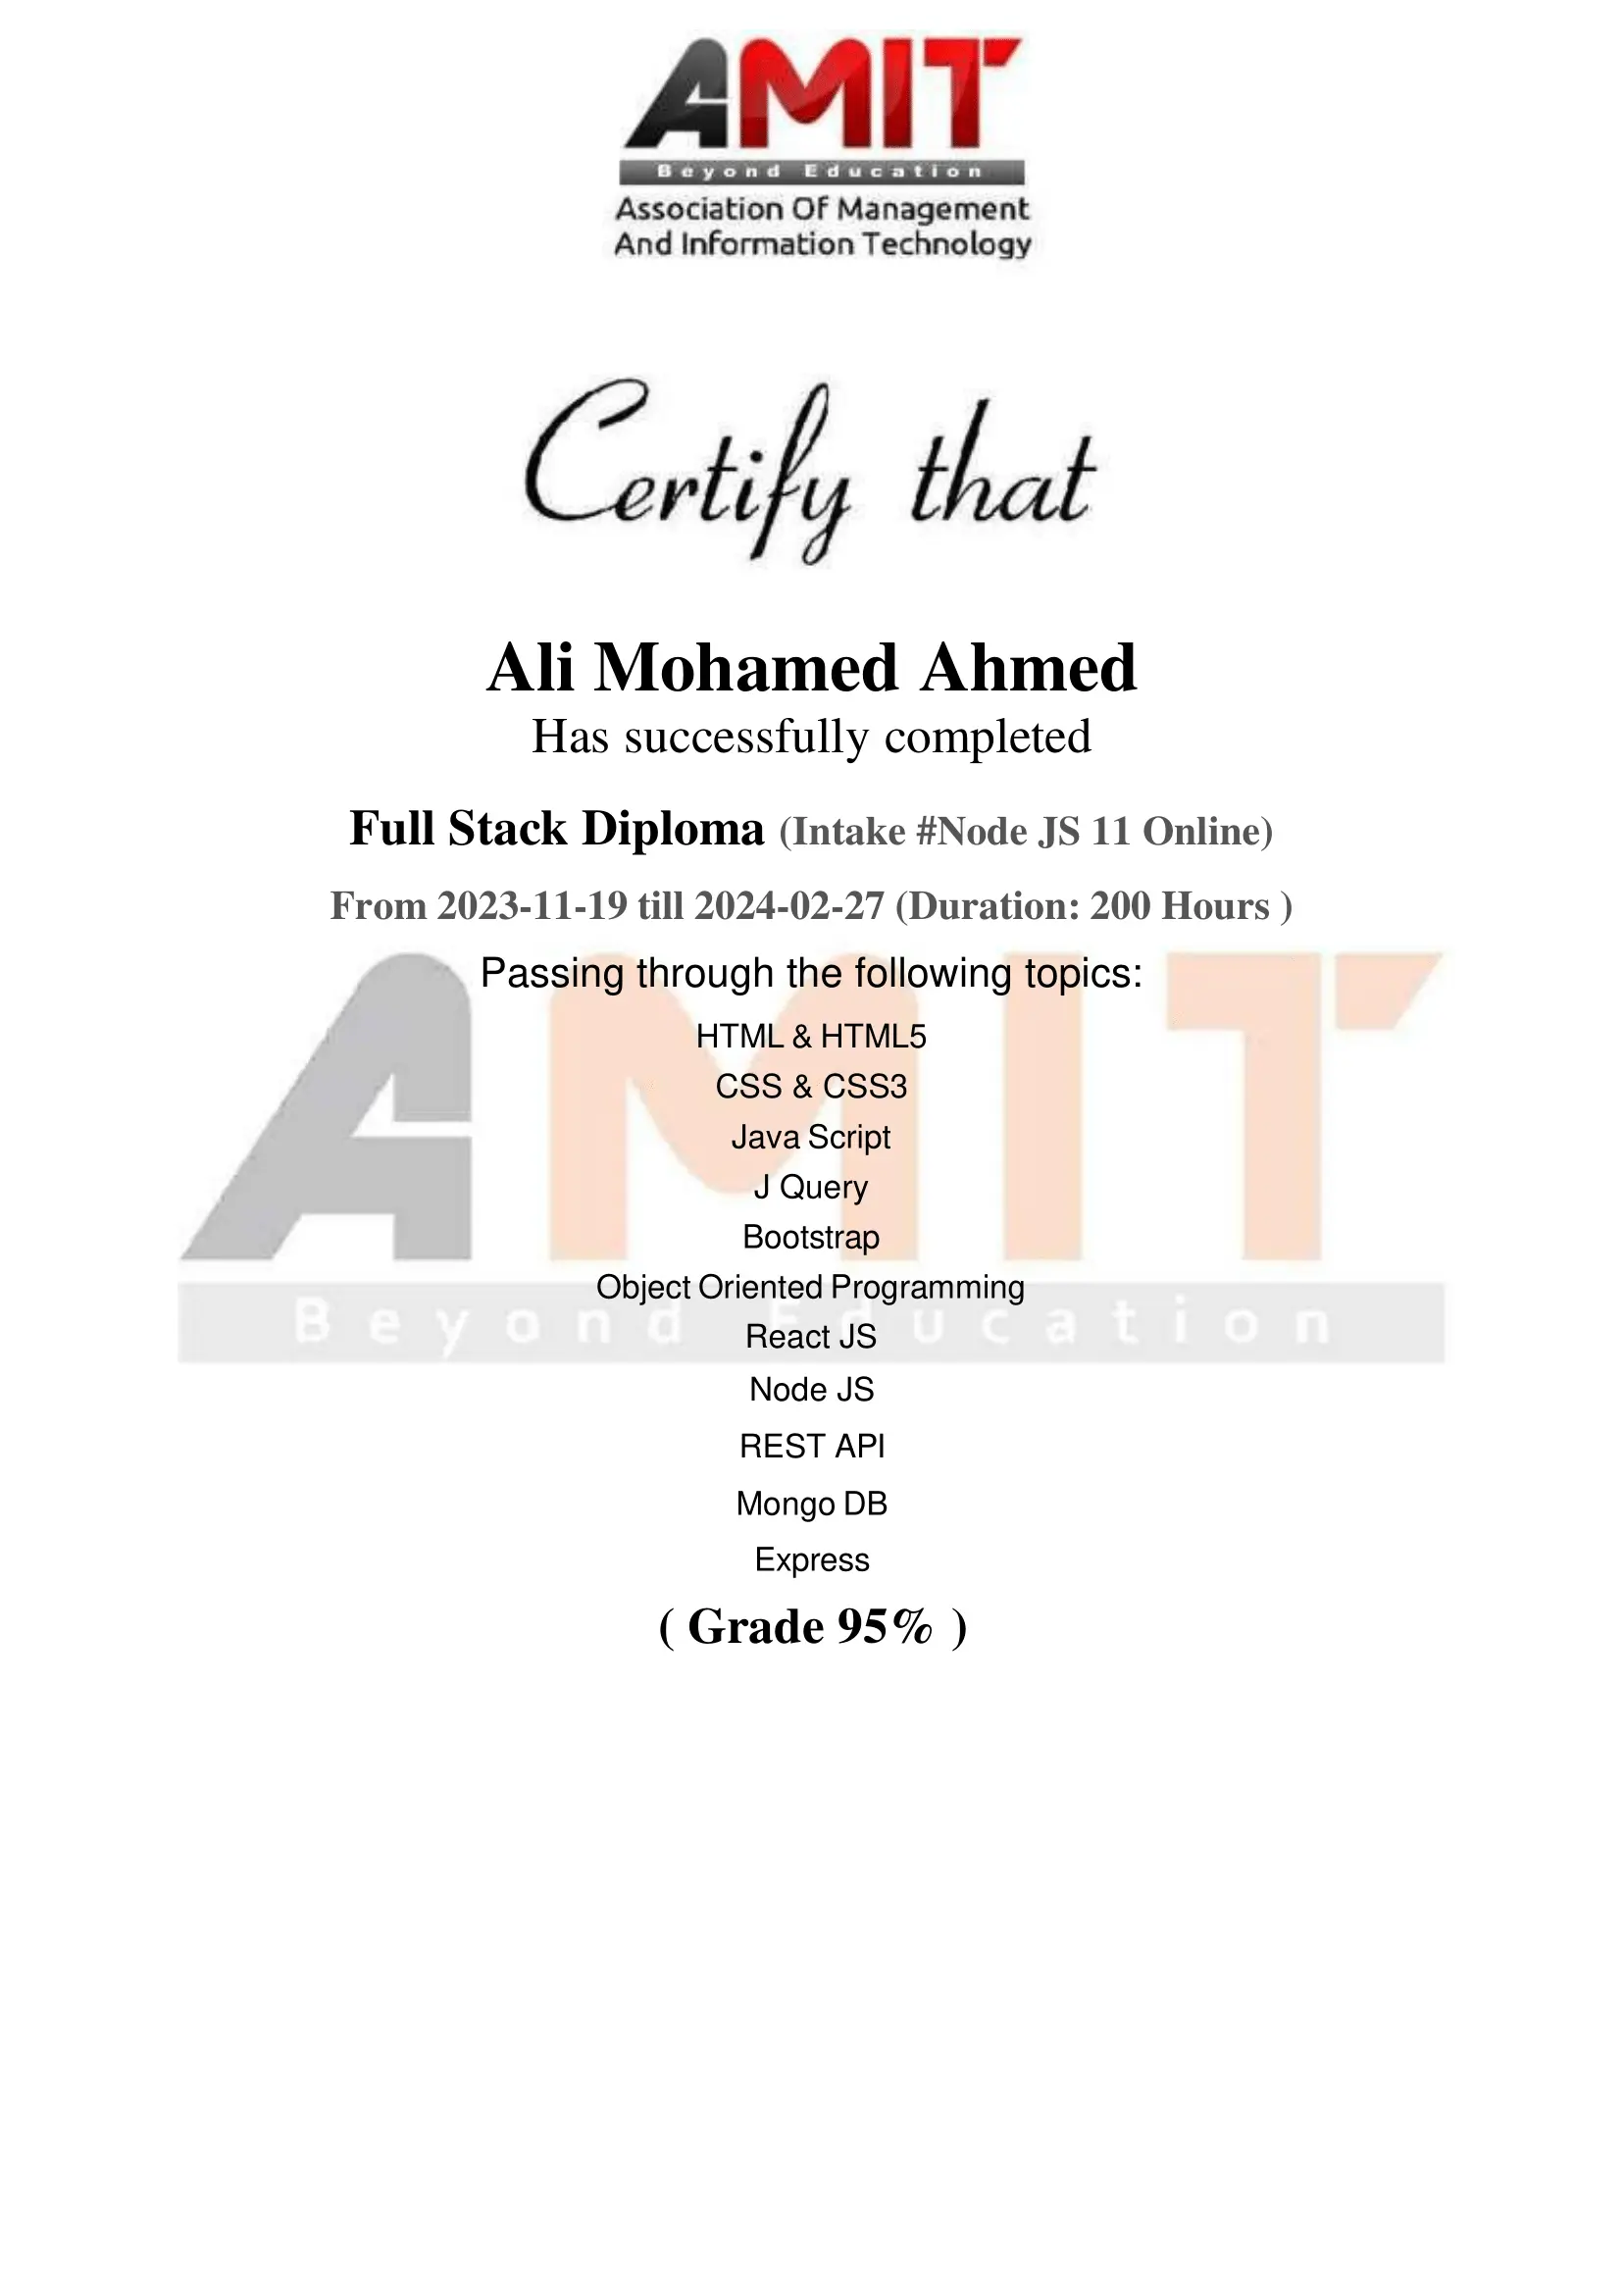 AMIT
Beyond Education
Association Of Management
And Information Technology
Certify that
Ali Mohamed Ahmed
Has successfully completed
Full Stack Diploma (Intake #Node JS 11 Online)
From 2023-11-19 till 2024-02-27 (Duration: 200 Hours )
Passing through the following topics:
AMIT
HTML & HTML5
CSS & CSS3
Java Script
J Query
Bootstrap
Object Oriented Programming
Beyond Education
React JS
Node JS
REST API
Mongo DB
Express
( Grade 95% )